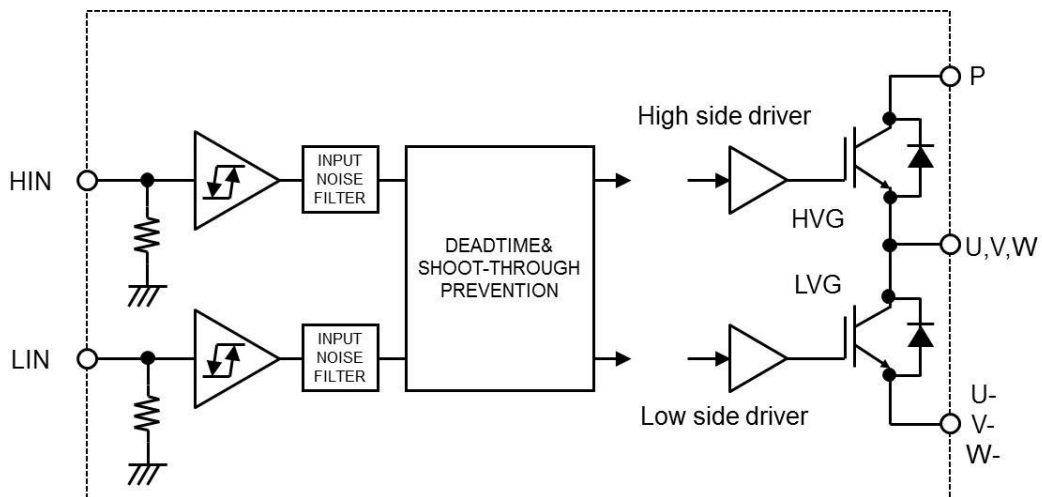 P
High side driver
HIN
INPUT
NOISE
FILTER
HVG
DEADTIME&
SHOOT-THROUGH
PREVENTION
U,V,W
LVG
LIN
INPUT
NOISE
FILTER
Low side driver
U-
V-
W-